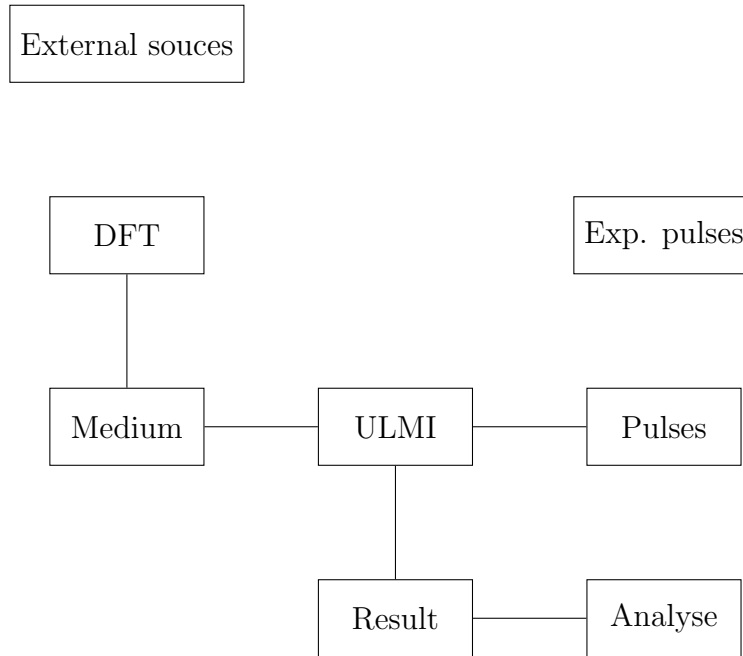 External souces
DFT
Exp. pulses
Medium
ULMI
Pulses
Result
Analyse